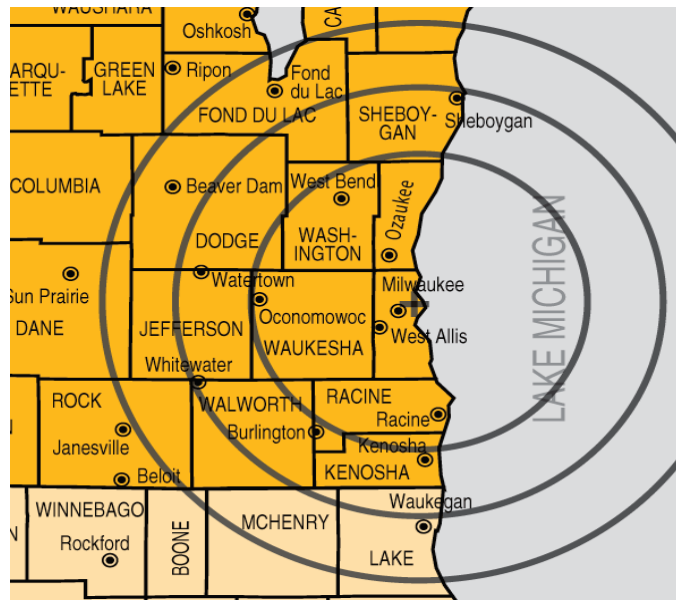 WAUSHARA
CA
Oshkosh
ARQU-
ETTE
GREEN
LAKE
Ripon
Fond
du Lac
FOND DU LAC
SHEBOY-
GAN
Sheboygan
COLUMBIA
Beaver Dam
West Bend
Ozaukee
DODGE
WASH-
INGTON
LAKE MICHIGAN
Sun Prairie
DANE
Watertown
Milwaukee
JEFFERSON
Oconomowoc
West Allis
WAUKESHA
Whitewater
ROCK
WALWORTH
RACINE
Racine
Janesville
Burlington
Kenosha
Beloit
KENOSHA
WINNEBAGO
Waukegan
MCHENRY
Rockford
BOONE
LAKE